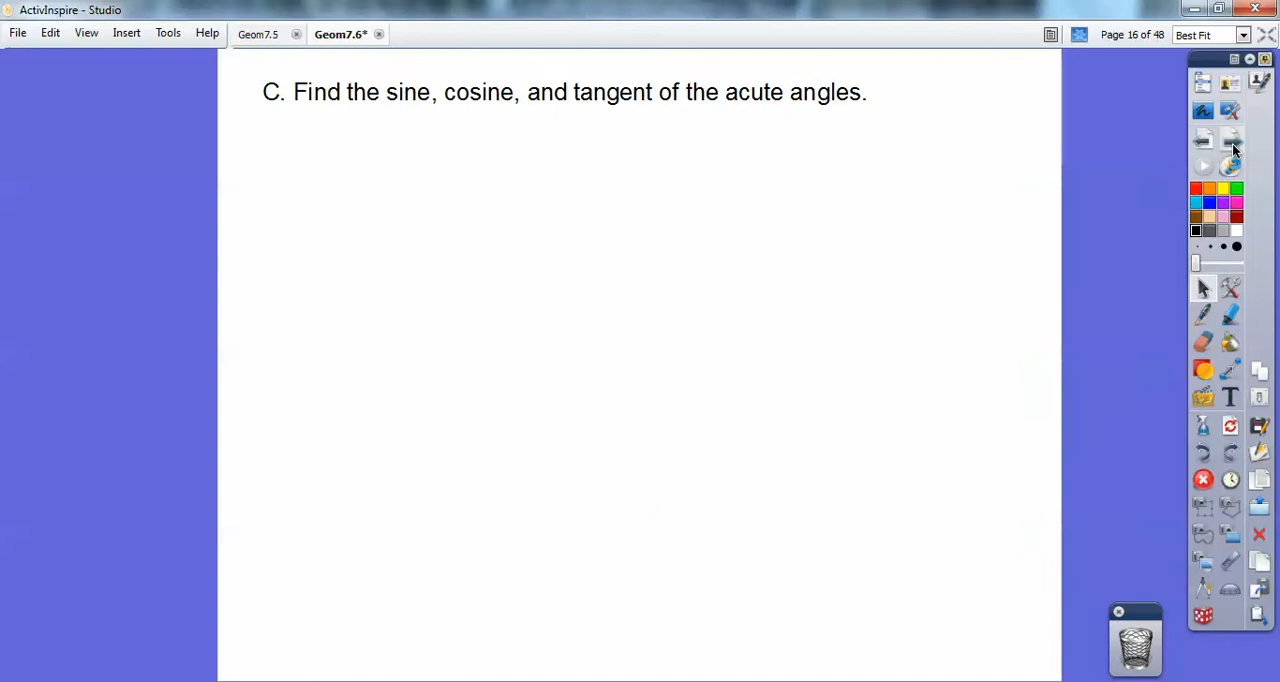 ActivInspire - Studio
File Edit View Insert Tools Help Geom7.5 Geom7.6* Page 16 of 48 Best Fit
C. Find the sine, cosine, and tangent of the acute angles.
T